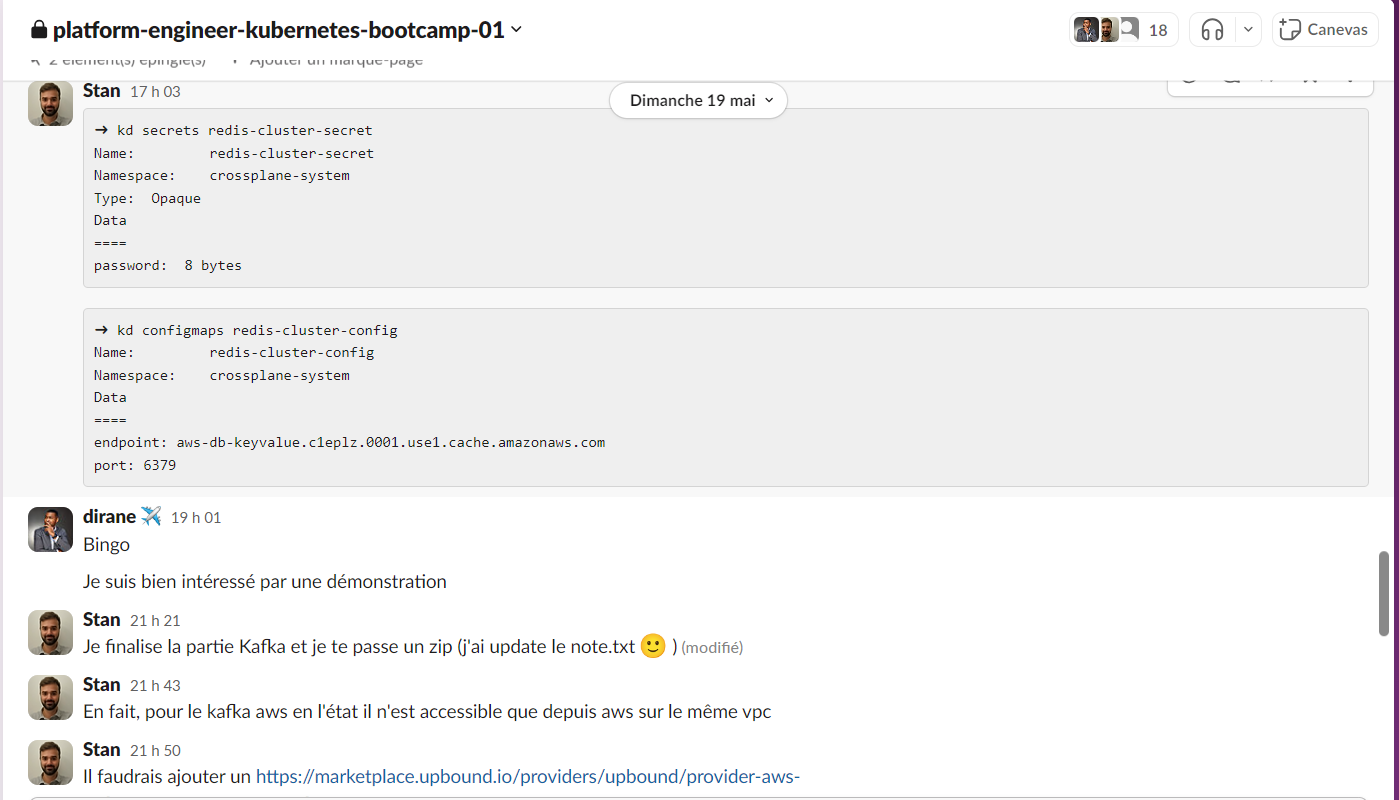 platform-engineer-kubernetes-bootcamp-01
18
Canevas
2 élément(s) épinglé(s)
Ajouter un marque-page
Stan 17 h 03
Dimanche 19 mai
→ kd secrets redis-cluster-secret
Name: redis-cluster-secret
Namespace: crossplane-system
Type: Opaque
Data
====
password: 8 bytes
→ kd configmaps redis-cluster-config
Name: redis-cluster-config
Namespace: crossplane-system
Data
====
endpoint: aws-db-keyvalue.c1eplz.0001.use1.cache.amazonaws.com
port: 6379
dirane ✈️ 19 h 01
Bingo
Je suis bien intéressé par une démonstration
Stan 21 h 21
Je finalise la partie Kafka et je te passe un zip (j'ai update le note.txt 🙂 ) (modifié)
Stan 21 h 43
En fait, pour le kafka aws en l'état il n'est accessible que depuis aws sur le même vpc
Stan 21 h 50
Il faudrais ajouter un https://marketplace.upbound.io/providers/upbound/provider-aws-